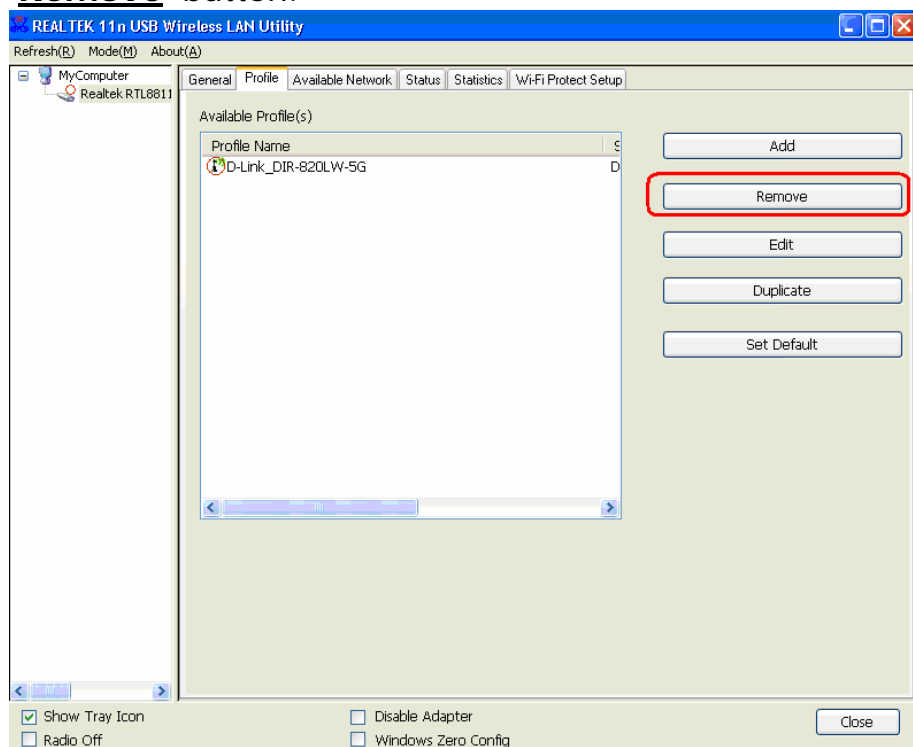 Remove" button.
REALTEK 11n USB Wireless LAN Utility
Refresh(R) Mode(M) About(A)
MyComputer
Realtek RTL8811
General Profile Available Network Status Statistics Wi-Fi Protect Setup
Available Profile(s)
Profile Name S
D-Link_DIR-820LW-5G D
Add
Remove
Edit
Duplicate
Set Default
Show Tray Icon
Disable Adapter
Radio Off
Windows Zero Config
Close